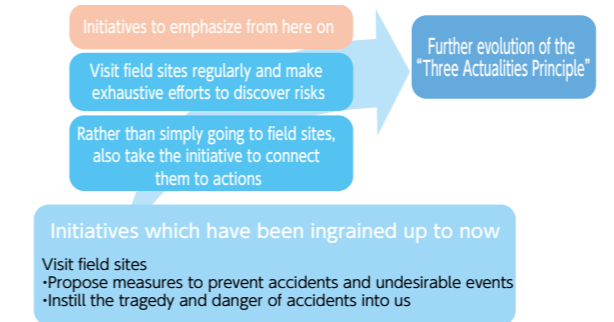 Initiatives to emphasize from here on
Visit field sites regularly and make
exhaustive efforts to discover risks
Rather than simply going to field sites,
also take the initiative to connect
them to actions
Further evolution of the
“Three Actualities Principle”
Initiatives which have been ingrained up to now
Visit field sites
・Propose measures to prevent accidents and undesirable events
・Instill the tragedy and danger of accidents into us